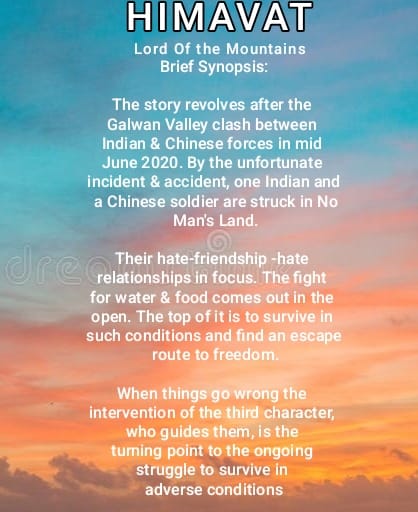 HIMAVAT
Lord Of the Mountains
Brief Synopsis:
The story revolves after the
Galwan Valley clash between
Indian & Chinese forces in mid
June 2020. By the unfortunate
incident & accident, one Indian and
a Chinese soldier are struck in No
Man's Land.
Their hate-friendship -hate
relationships in focus. The fight
for water & food comes out in the
open. The top of it is to survive in
such conditions and find an escape
route to freedom.
When things go wrong the
intervention of the third character,
who guides them, is the
turning point to the ongoing
struggle to survive in
adverse conditions